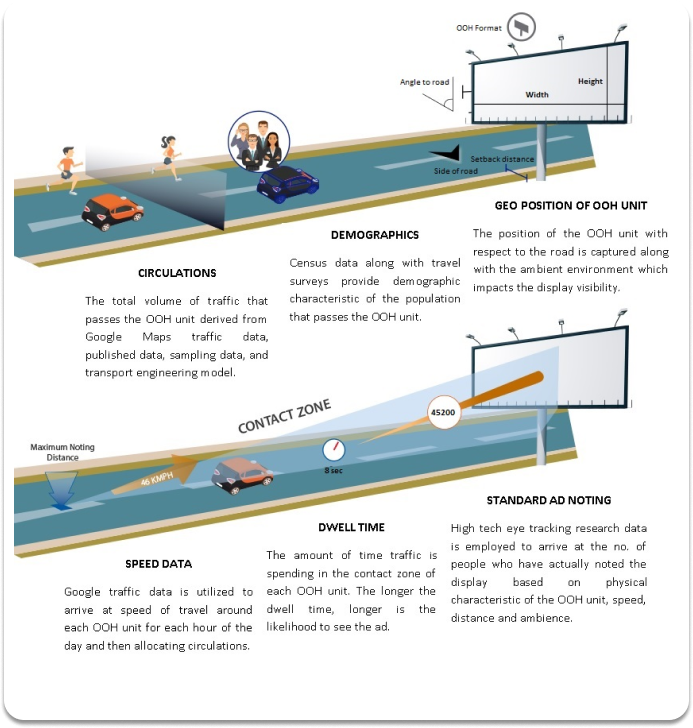 OOH Format
Angle to road
Height
Width
Setback distance
Side of road
GEO POSITION OF OOH UNIT
The position of the OOH unit with
respect to the road is captured along
with the ambient environment which
impacts the display visibility.
DEMOGRAPHICS
Census data along with travel
surveys provide demographic
characteristic of the population
that passes the OOH unit.
CIRCULATIONS
The total volume of traffic that
passes the OOH unit derived from
Google Maps traffic data,
published data, sampling data, and
transport engineering model.
CONTACT ZONE
45200
Maximum Noting
Distance
46 KMPH
8 sec
STANDARD AD NOTING
High tech eye tracking research data
is employed to arrive at the no. of
people who have actually noted the
display based on physical
characteristic of the OOH unit, speed,
distance and ambience.
DWELL TIME
The amount of time traffic is
spending in the contact zone of
each OOH unit. The longer the
dwell time, longer is the
likelihood to see the ad.
SPEED DATA
Google traffic data is utilized to
arrive at speed of travel around
each OOH unit for each hour of the
day and then allocating circulations.